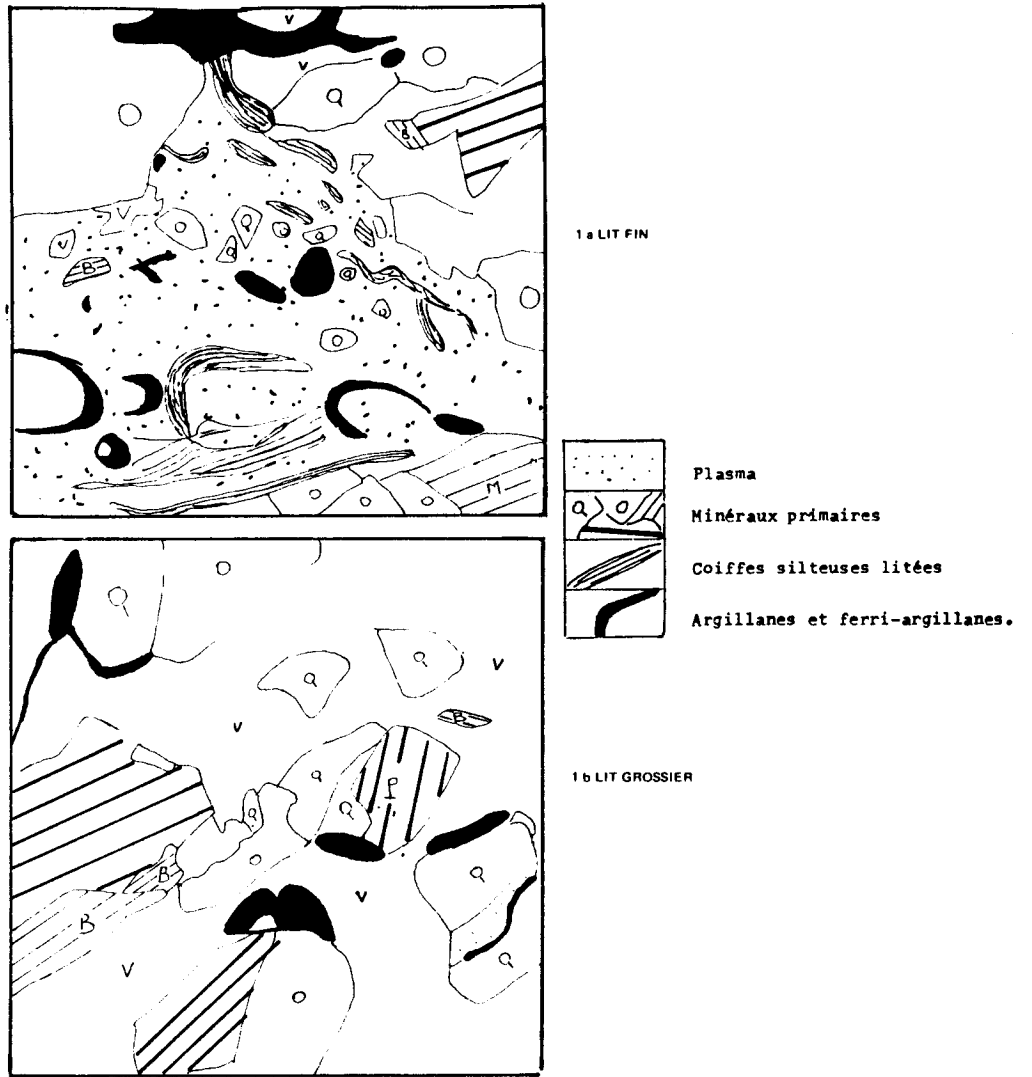 V
V
Q
O
O
B
V
O
Q
V
B
Q
Q
Q
O
M
O
O
O
1 a LIT FIN
Plasma
Q O
Minéraux primaires
Coiffes silteuses litées
Argillanes et ferri-argillanes.
Q
O
Q
Q
V
V
B
Q
Q
P
Q
O
B
B
V
V
Q
Q
O
1 b LIT GROSSIER